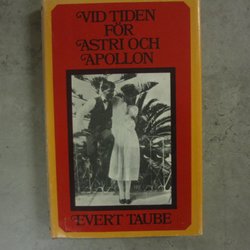 VID TIDEN
FÖR
ASTRI OCH
APOLLON
EVERT TAUBE